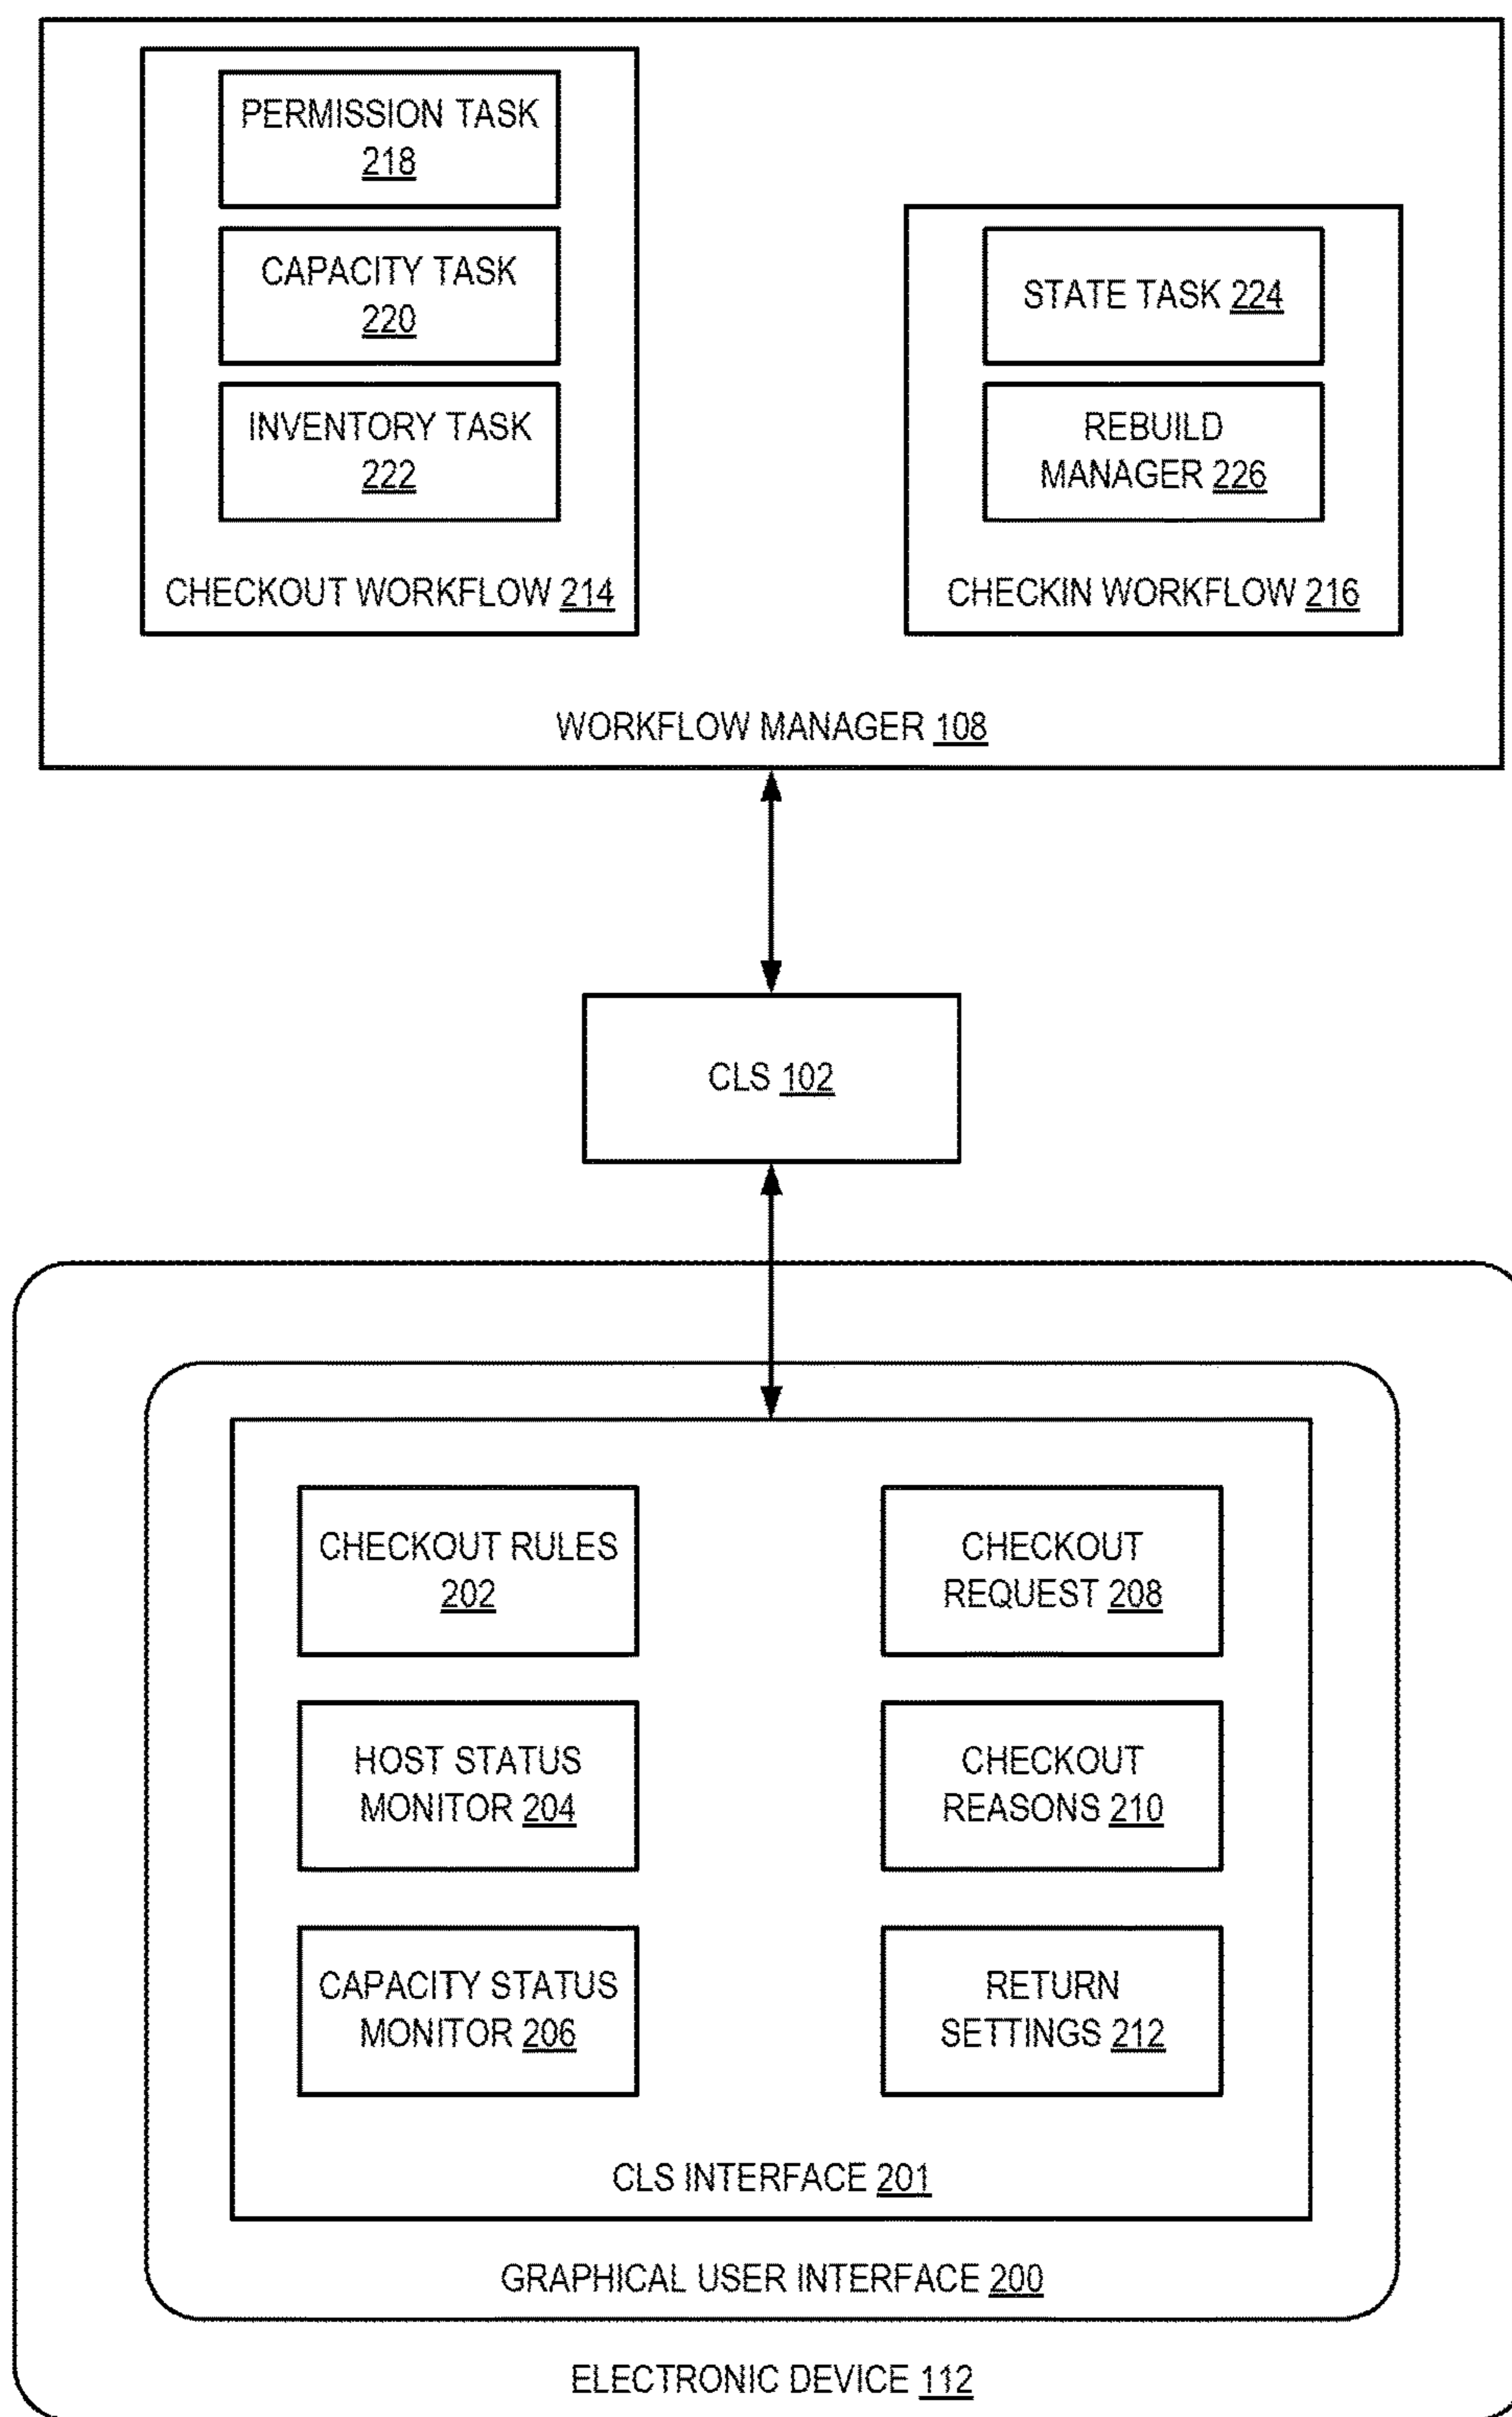 PERMISSION TASK
218
CAPACITY TASK
220
INVENTORY TASK
222
CHECKOUT WORKFLOW 214
STATE TASK 224
REBUILD
MANAGER 226
CHECKIN WORKFLOW 216
WORKFLOW MANAGER 108
CLS 102
CHECKOUT RULES
202
HOST STATUS
MONITOR 204
CAPACITY STATUS
MONITOR 206
CHECKOUT
REQUEST 208
CHECKOUT
REASONS 210
RETURN
SETTINGS 212
CLS INTERFACE 201
GRAPHICAL USER INTERFACE 200
ELECTRONIC DEVICE 112